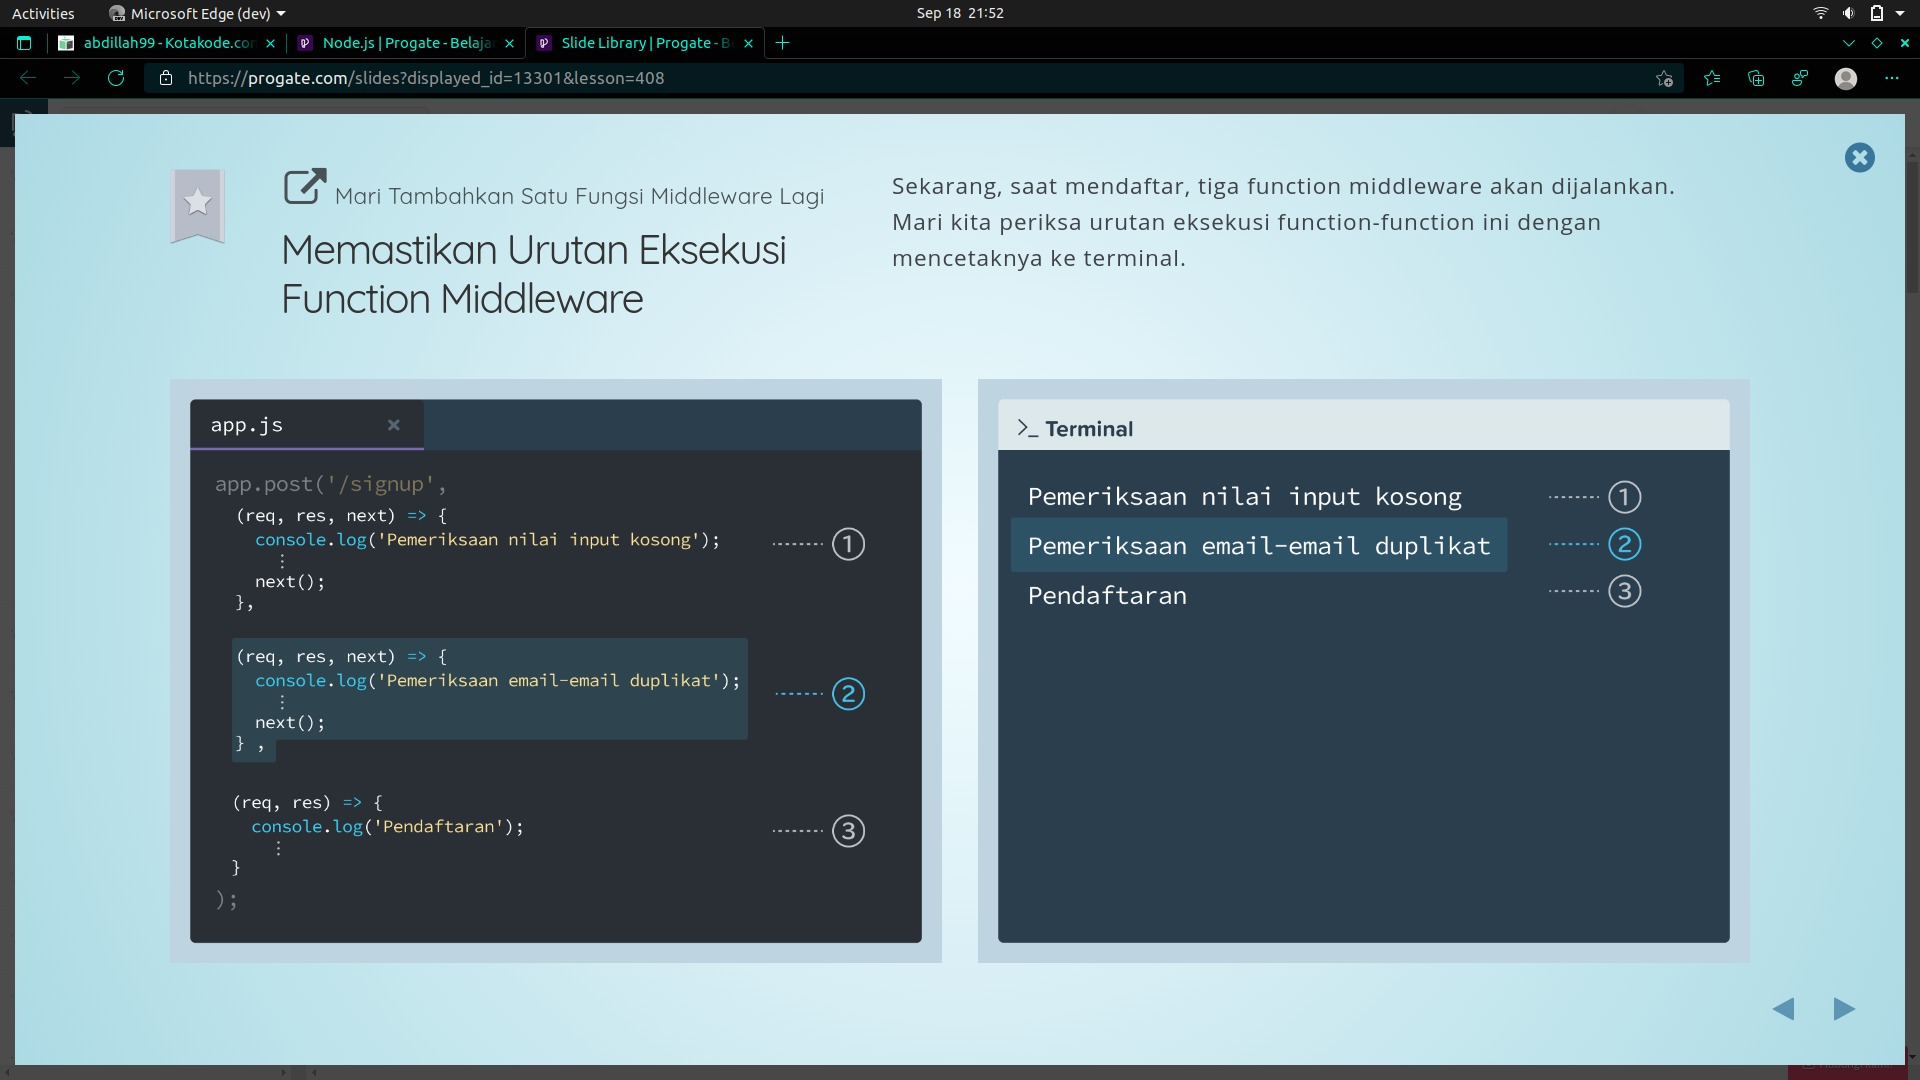 Activities
Microsoft Edge (dev)
Sep 18 21:52
abdillah99 - Kotakode.com
Node.js | Progate - Belaja
Slide Library | Progate - B
https://progate.com/slides?displayed_id=13301&lesson=408
Mari Tambahkan Satu Fungsi Middleware Lagi
Memastikan Urutan Eksekusi
Function Middleware
Sekarang, saat mendaftar, tiga function middleware akan dijalankan.
Mari kita periksa urutan eksekusi function-function ini dengan
mencetaknya ke terminal.
app.js
app.post('/signup',
(req, res, next) => {
console.log('Pemeriksaan nilai input kosong');
⋮
next();
},
1
(req, res, next) => {
console.log('Pemeriksaan email-email duplikat');
⋮
next();
} ,
2
(req, res) => {
console.log('Pendaftaran');
⋮
}
3
);
>_ Terminal
Pemeriksaan nilai input kosong 1
Pemeriksaan email-email duplikat 2
Pendaftaran 3